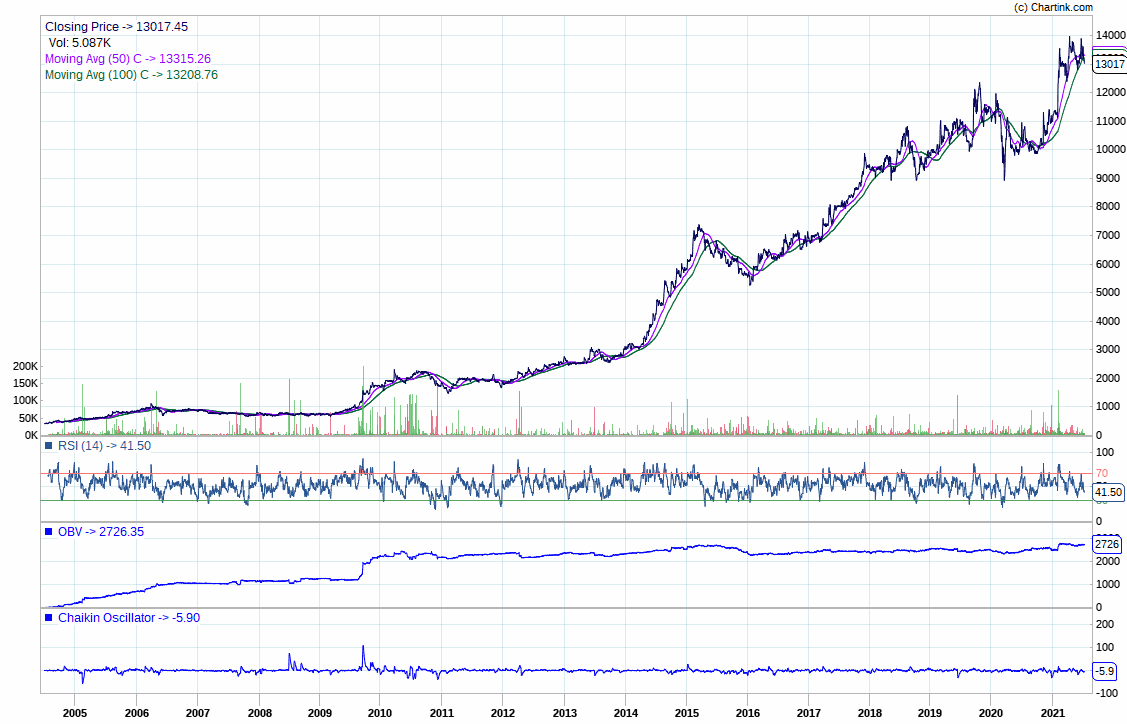 (c) Chartink.com
Closing Price -> 13017.45
Vol: 5.087K
Moving Avg (50) C -> 13315.26
Moving Avg (100) C -> 13208.76
14000
13017
12000
11000
10000
9000
8000
7000
6000
5000
4000
3000
2000
1000
0
200K
150K
100K
50K
0K
RSI (14) -> 41.50
100
70
41.50
0
OBV -> 2726.35
2726
2000
1000
0
Chaikin Oscillator -> -5.90
200
100
-5.9
-100
2005 2006 2007 2008 2009 2010 2011 2012 2013 2014 2015 2016 2017 2018 2019 2020 2021